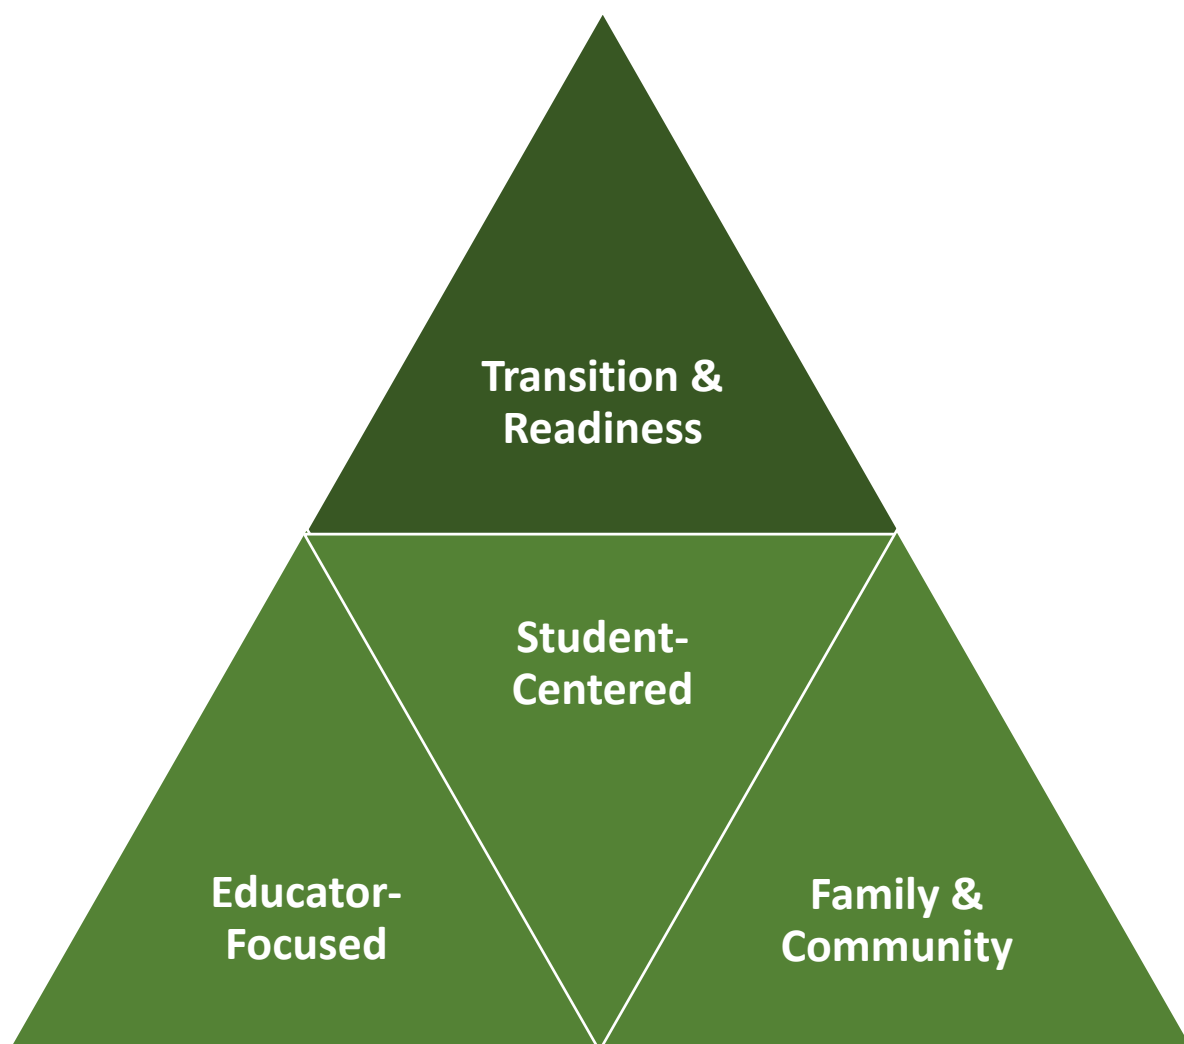 Transition &
Readiness
Student-
Centered
Educator-
Focused
Family &
Community